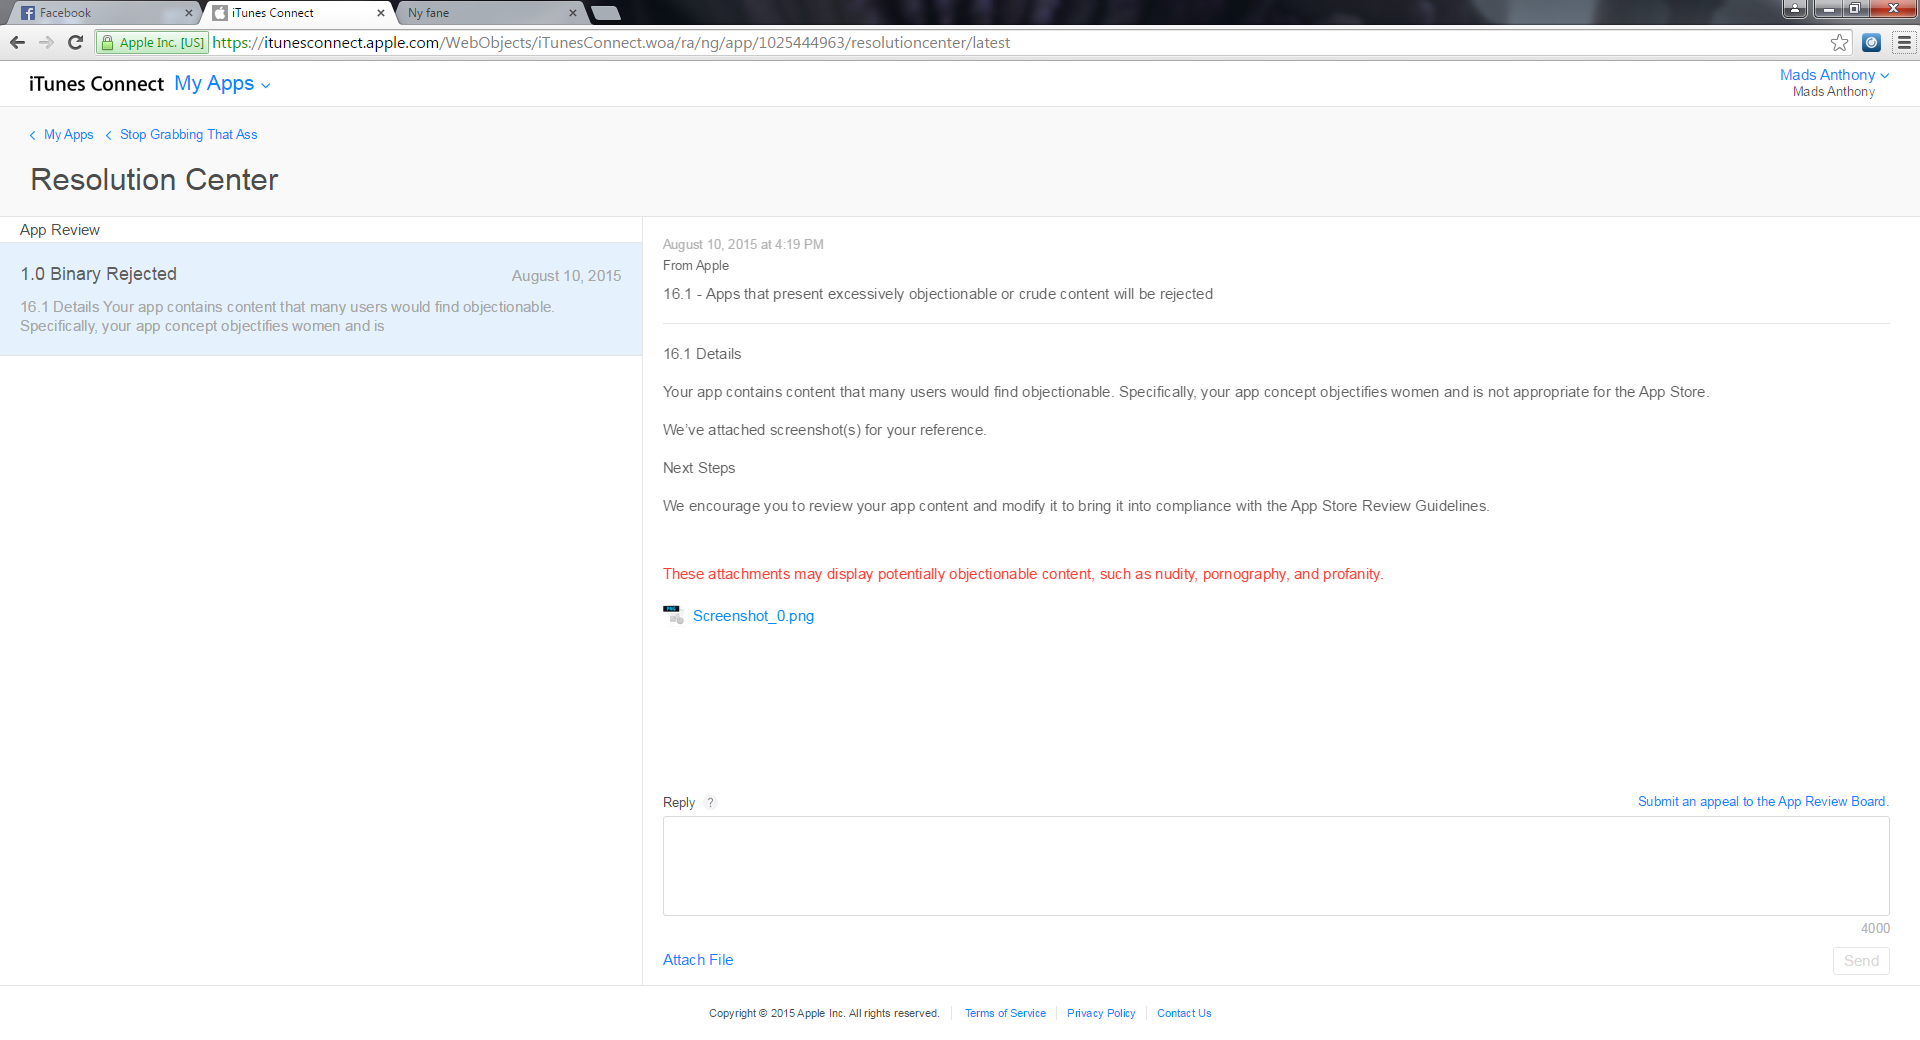 Facebook
iTunes Connect
Ny fane
Apple Inc. [US]
https://itunesconnect.apple.com/WebObjects/iTunesConnect.woa/ra/ng/app/1025444963/resolutioncenter/latest
iTunes Connect My Apps
Mads Anthony
Mads Anthony
My Apps
Stop Grabbing That Ass
Resolution Center
App Review
1.0 Binary Rejected
August 10, 2015
16.1 Details Your app contains content that many users would find objectionable.
Specifically, your app concept objectifies women and is
August 10, 2015 at 4:19 PM
From Apple
16.1 - Apps that present excessively objectionable or crude content will be rejected
16.1 Details
Your app contains content that many users would find objectionable. Specifically, your app concept objectifies women and is not appropriate for the App Store.
We've attached screenshot(s) for your reference.
Next Steps
We encourage you to review your app content and modify it to bring it into compliance with the App Store Review Guidelines.
These attachments may display potentially objectionable content, such as nudity, pornography, and profanity.
PNG
Screenshot_0.png
Reply ?
Submit an appeal to the App Review Board.
4000
Attach File
Send
Copyright © 2015 Apple Inc. All rights reserved.
Terms of Service
Privacy Policy
Contact Us